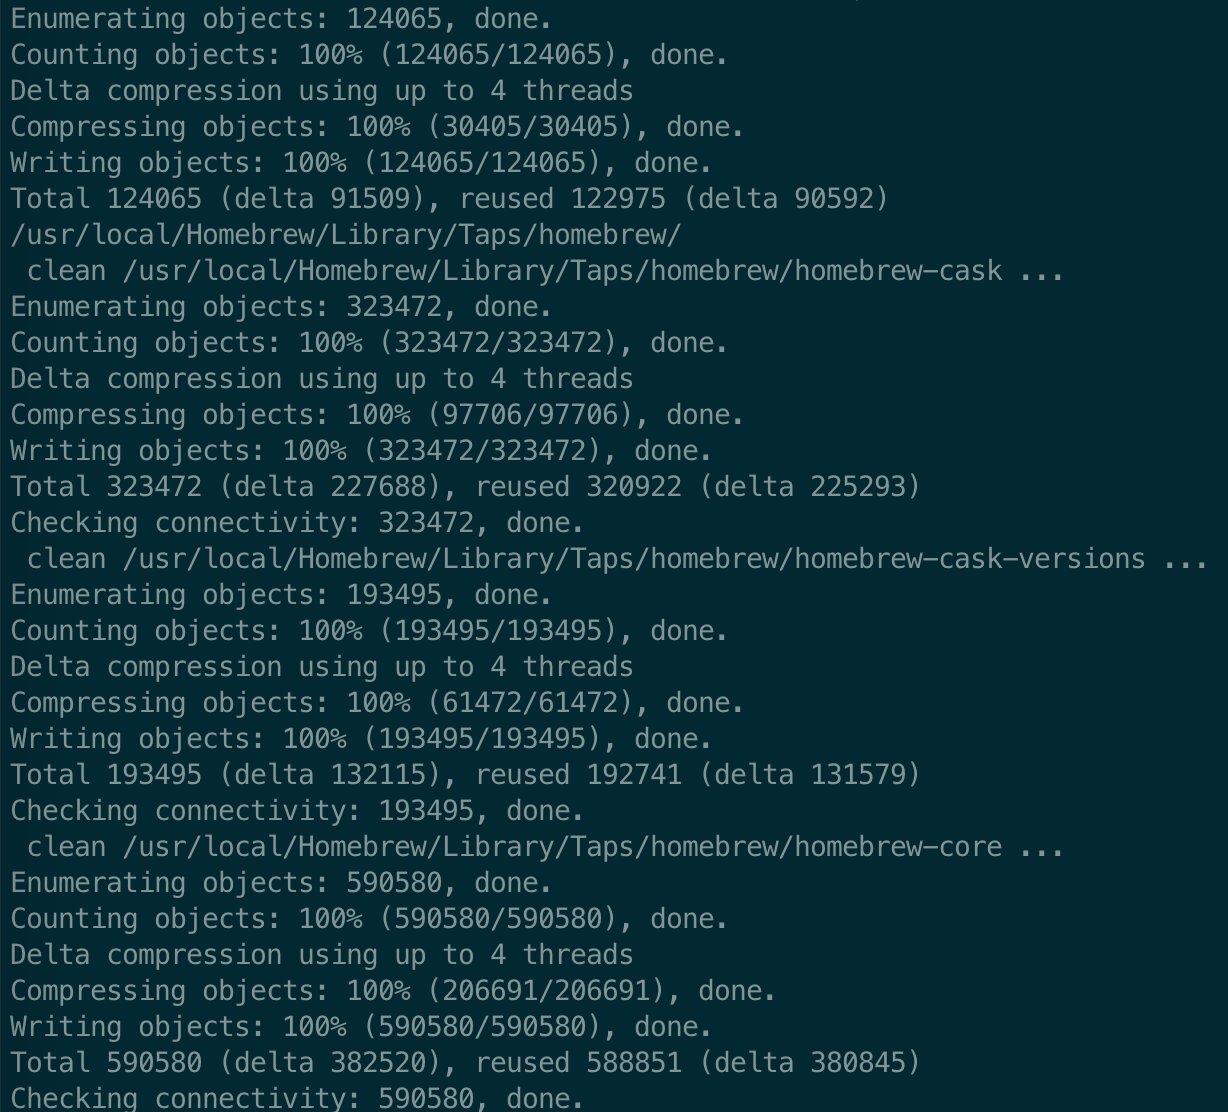 Enumerating objects: 124065, done.
Counting objects: 100% (124065/124065), done.
Delta compression using up to 4 threads
Compressing objects: 100% (30405/30405), done.
Writing objects: 100% (124065/124065), done.
Total 124065 (delta 91509), reused 122975 (delta 90592)
/usr/local/Homebrew/Library/Taps/homebrew/
 clean /usr/local/Homebrew/Library/Taps/homebrew/homebrew-cask ...
Enumerating objects: 323472, done.
Counting objects: 100% (323472/323472), done.
Delta compression using up to 4 threads
Compressing objects: 100% (97706/97706), done.
Writing objects: 100% (323472/323472), done.
Total 323472 (delta 227688), reused 320922 (delta 225293)
Checking connectivity: 323472, done.
 clean /usr/local/Homebrew/Library/Taps/homebrew/homebrew-cask-versions ...
Enumerating objects: 193495, done.
Counting objects: 100% (193495/193495), done.
Delta compression using up to 4 threads
Compressing objects: 100% (61472/61472), done.
Writing objects: 100% (193495/193495), done.
Total 193495 (delta 132115), reused 192741 (delta 131579)
Checking connectivity: 193495, done.
 clean /usr/local/Homebrew/Library/Taps/homebrew/homebrew-core ...
Enumerating objects: 590580, done.
Counting objects: 100% (590580/590580), done.
Delta compression using up to 4 threads
Compressing objects: 100% (206691/206691), done.
Writing objects: 100% (590580/590580), done.
Total 590580 (delta 382520), reused 588851 (delta 380845)
Checking connectivity: 590580, done.